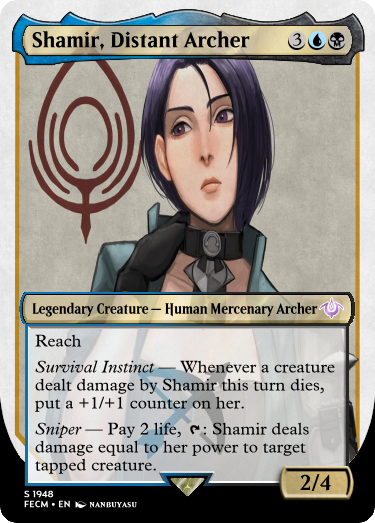 Shamir, Distant Archer 3
Legendary Creature — Human Mercenary Archer
Reach
Survival Instinct — Whenever a creature
dealt damage by Shamir this turn dies,
put a +1/+1 counter on her.
Sniper — Pay 2 life, : Shamir deals
damage equal to her power to target
tapped creature.
2/4
S 1948
FECM • EN NANBUYASU